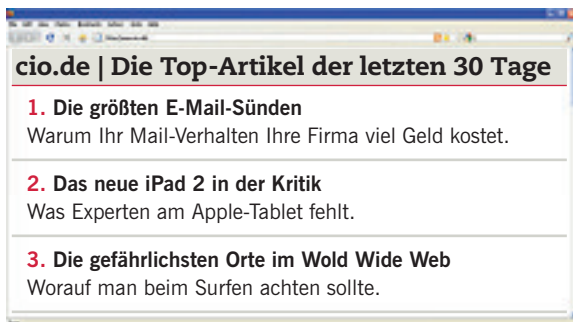 cio.de | Die Top-Artikel der letzten 30 Tage
1. Die größten E-Mail-Sünden
Warum Ihr Mail-Verhalten Ihre Firma viel Geld kostet.
2. Das neue iPad 2 in der Kritik
Was Experten am Apple-Tablet fehlt.
3. Die gefährlichsten Orte im Wold Wide Web
Worauf man beim Surfen achten sollte.